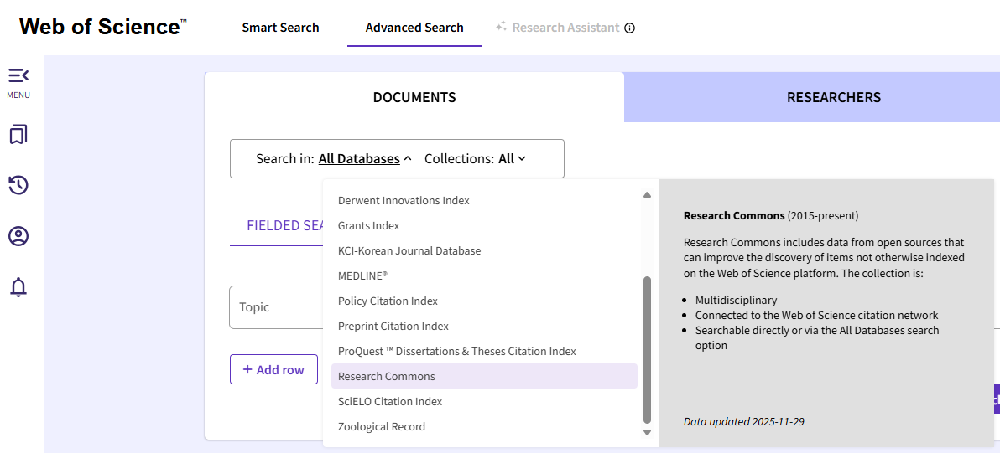 Web of Science™
Smart Search
Advanced Search
Research Assistant
MENU
DOCUMENTS
RESEARCHERS
Search in: All Databases Collections: All
Derwent Innovations Index
Grants Index
KCI-Korean Journal Database
MEDLINE®
Policy Citation Index
Preprint Citation Index
ProQuest ™ Dissertations & Theses Citation Index
Research Commons
SciELO Citation Index
Zoological Record
Research Commons (2015-present)
Research Commons includes data from open sources that
can improve the discovery of items not otherwise indexed
on the Web of Science platform. The collection is:
• Multidisciplinary
• Connected to the Web of Science citation network
• Searchable directly or via the All Databases search
option
Data updated 2025-11-29
FIELDED SEA
Topic
+ Add row